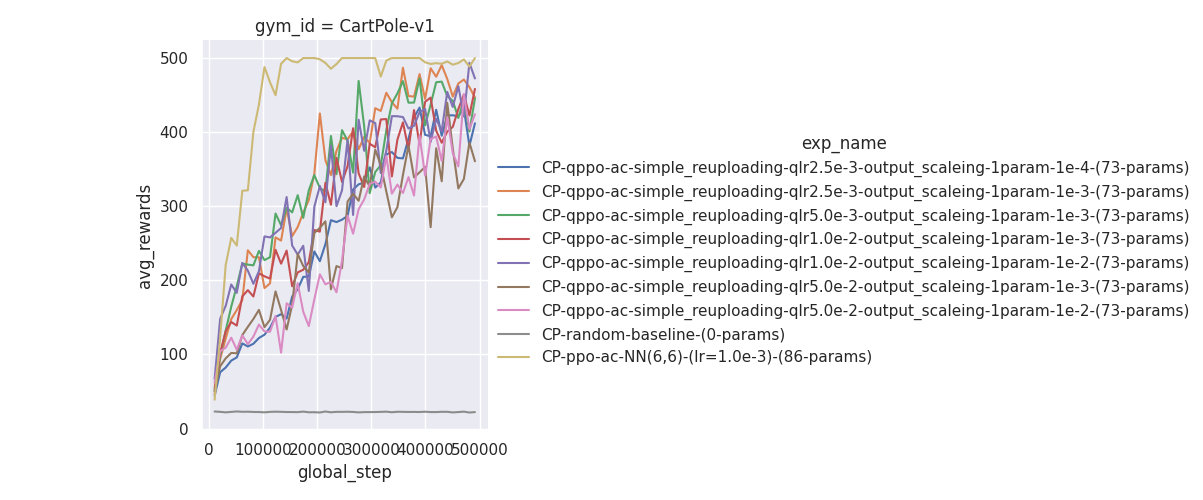 gym_id = CartPole-v1
avg_rewards
500
400
300
200
100
0
0
100000
200000
300000
400000
500000
global_step
exp_name
CP-qppo-ac-simple_reuploading-qlr2.5e-3-output_scaleing-1param-1e-4-(73-params)
CP-qppo-ac-simple_reuploading-qlr2.5e-3-output_scaleing-1param-1e-3-(73-params)
CP-qppo-ac-simple_reuploading-qlr5.0e-3-output_scaleing-1param-1e-3-(73-params)
CP-qppo-ac-simple_reuploading-qlr1.0e-2-output_scaleing-1param-1e-3-(73-params)
CP-qppo-ac-simple_reuploading-qlr1.0e-2-output_scaleing-1param-1e-2-(73-params)
CP-qppo-ac-simple_reuploading-qlr5.0e-2-output_scaleing-1param-1e-3-(73-params)
CP-qppo-ac-simple_reuploading-qlr5.0e-2-output_scaleing-1param-1e-2-(73-params)
CP-random-baseline-(0-params)
CP-ppo-ac-NN(6,6)-(lr=1.0e-3)-(86-params)